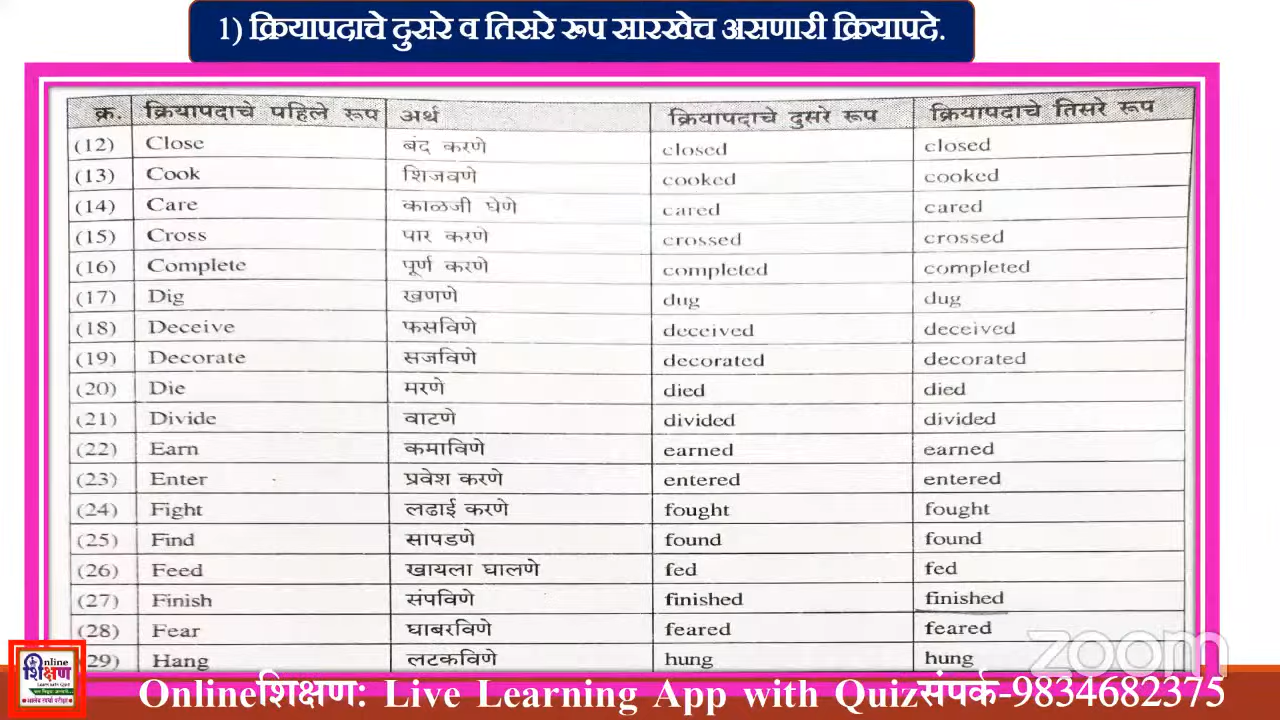 1) क्रियापदाचे दुसरे व तिसरे रूप सारखेच असणारी क्रियापदे.
क्र. क्रियापदाचे पहिले रूप अर्थ क्रियापदाचे दुसरे रूप क्रियापदाचे तिसरे रूप
(12) Close बंद करणे closed closed
(13) Cook शिजवणे cooked cooked
(14) Care काळजी घेणे cared cared
(15) Cross पार करणे crossed crossed
(16) Complete पूर्ण करणे completed completed
(17) Dig खणणे dug dug
(18) Deceive फसविणे deceived deceived
(19) Decorate सजविणे decorated decorated
(20) Die मरणे died died
(21) Divide वाटणे divided divided
(22) Earn कमाविणे earned earned
(23) Enter प्रवेश करणे entered entered
(24) Fight लढाई करणे fought fought
(25) Find सापडणे found found
(26) Feed खायला घालणे fed fed
(27) Finish संपविणे finished finished
(28) Fear घाबरविणे feared feared
29) Hang लटकविणे hung hung
zoom
Online
शिक्षण
Onlineशिक्षण: Live Learning App with Quizसंपर्क-9834682375